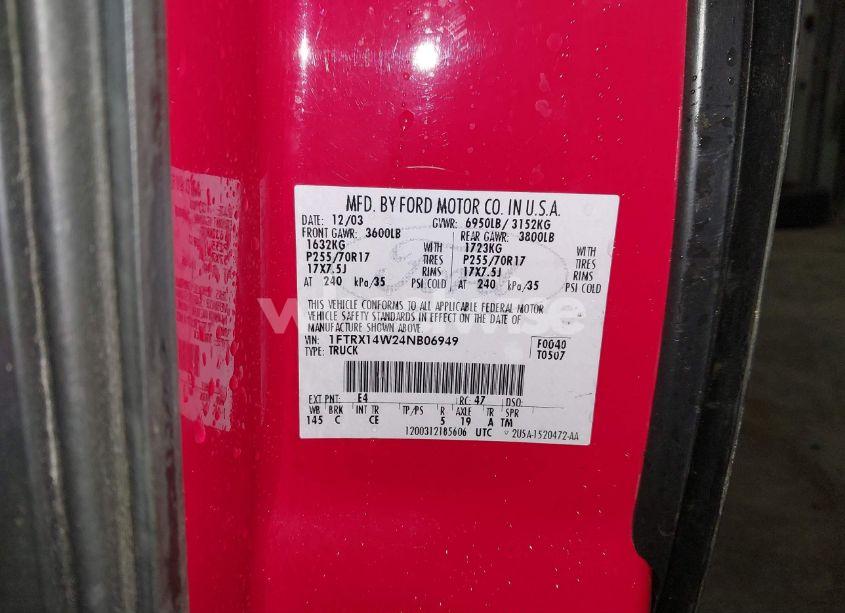 MFD. BY FORD MOTOR CO. IN U.S.A.
DATE: 12/03 GVWR: 6950LB/ 3152KG
FRONT GAWR: 3600LB REAR GAWR: 3800LB
1632KG WITH 1723KG WITH
P255/70R17 TIRES P255/70R17 TIRES
17X7.5J RIMS 17X7.5J RIMS
AT 240 kPa/35 PSI COLD AT 240 kPa/35 PSI COLD
THIS VEHICLE CONFORMS TO ALL APPLICABLE FEDERAL MOTOR
VEHICLE SAFETY STANDARDS IN EFFECT ON THE DATE OF
MANUFACTURE SHOWN ABOVE.
VIN: 1FTRX14W24NB06949 F0040
TYPE: TRUCK T0507
EXT PNT: E4 RC: 47 DSO:
WB BRK INT TR TP/PS R AXLE TR SPR
145 C CE 5 19 A TM
1200312185606 UTC 2U5A-1520472-AA